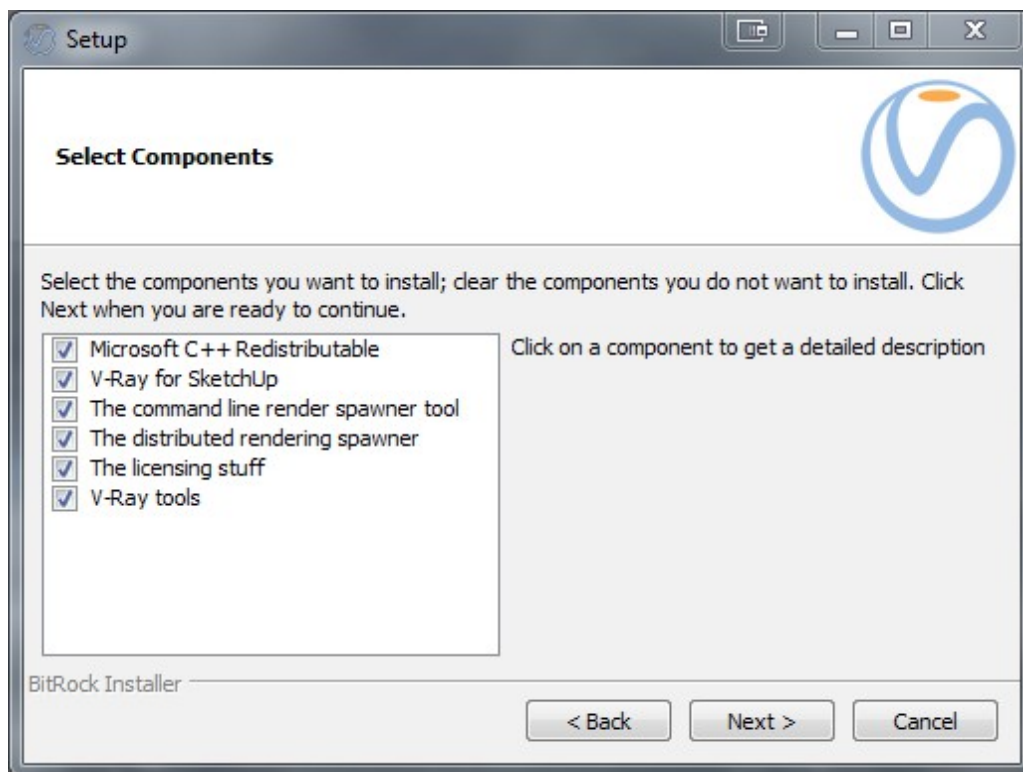 Setup
Select Components
Select the components you want to install; clear the components you do not want to install. Click
Next when you are ready to continue.
Microsoft C++ Redistributable
V-Ray for SketchUp
The command line render spawner tool
The distributed rendering spawner
The licensing stuff
V-Ray tools
Click on a component to get a detailed description
BitRock Installer
< Back
Next >
Cancel